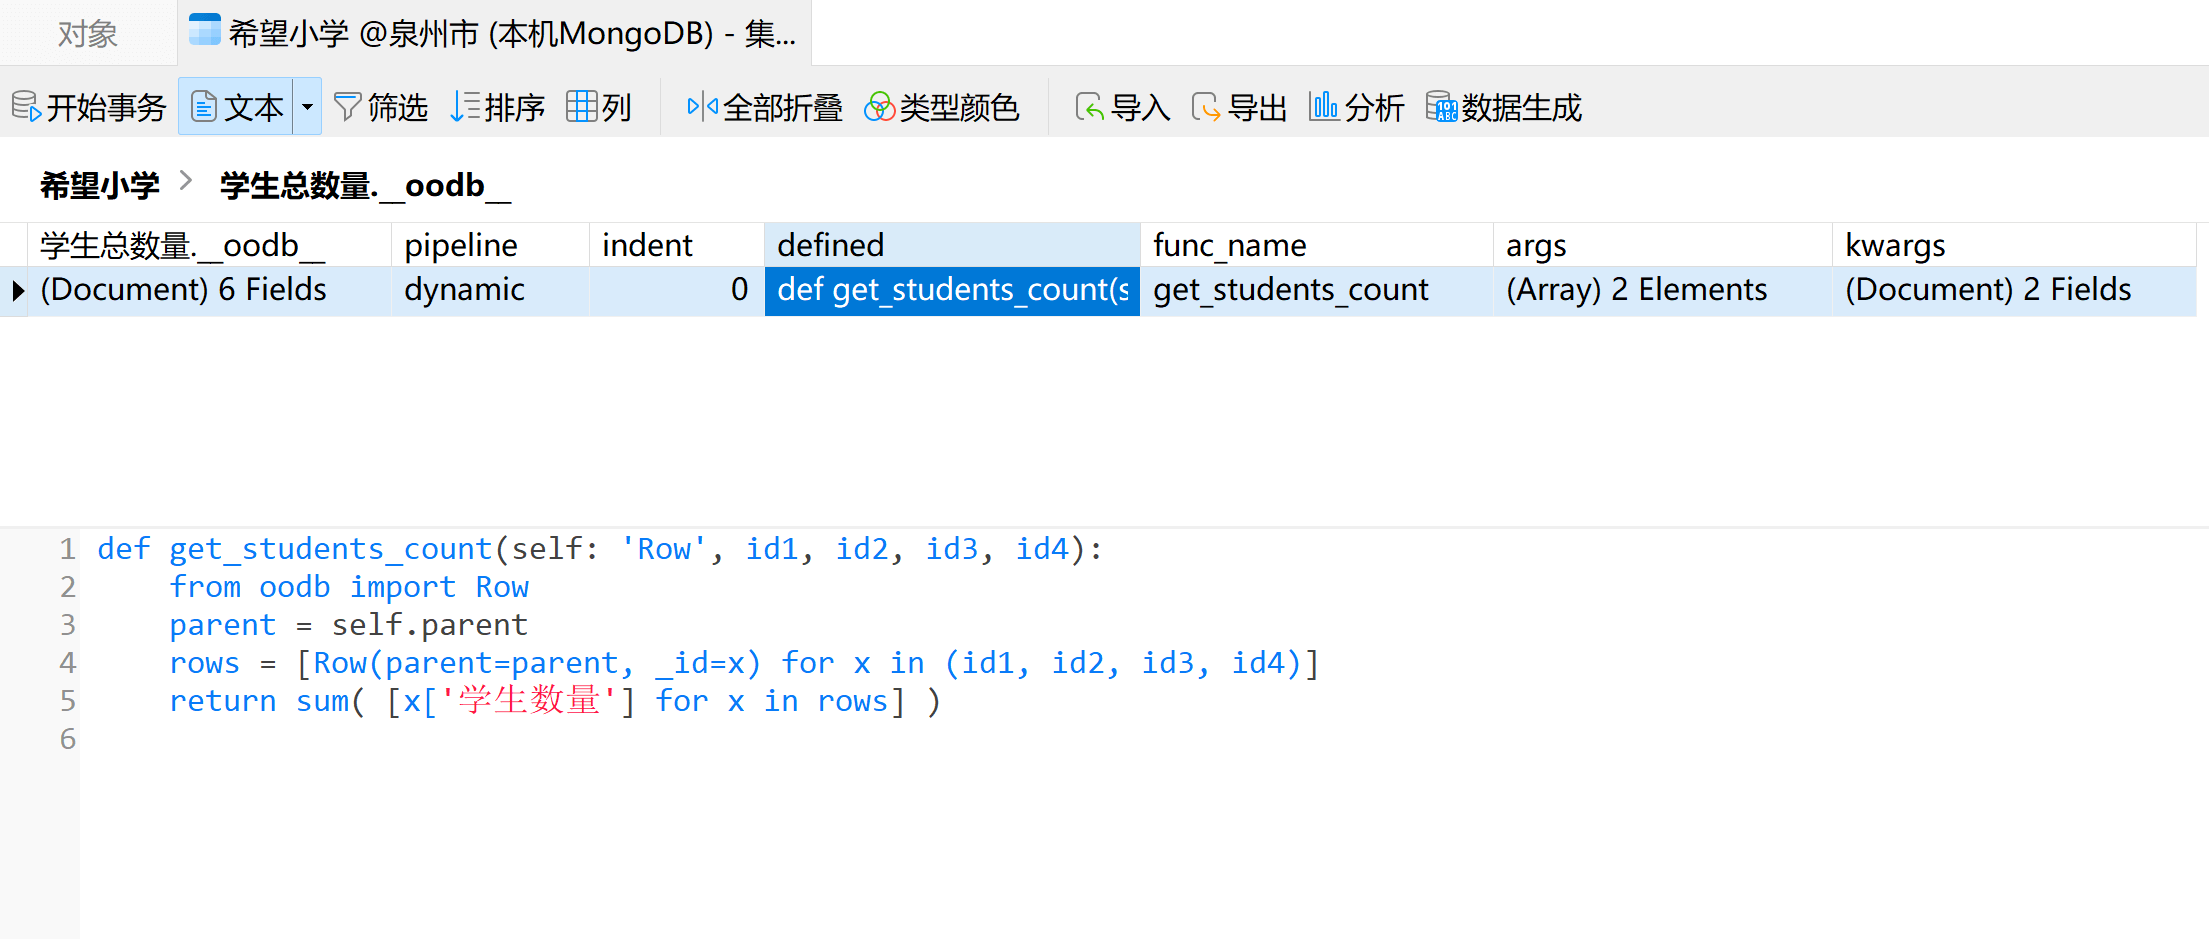 对象
希望小学 @泉州市 (本机MongoDB) - 集...
开始事务 文本 筛选 排序 列 全部折叠 类型颜色 导入 导出 分析 数据生成
希望小学 > 学生总数量.__oodb__
学生总数量.__oodb__ pipeline indent defined func_name args kwargs
(Document) 6 Fields dynamic 0 def get_students_count(s get_students_count (Array) 2 Elements (Document) 2 Fields
1 def get_students_count(self: 'Row', id1, id2, id3, id4):
2     from oodb import Row
3     parent = self.parent
4     rows = [Row(parent=parent, _id=x) for x in (id1, id2, id3, id4)]
5     return sum( [x['学生数量'] for x in rows] )
6